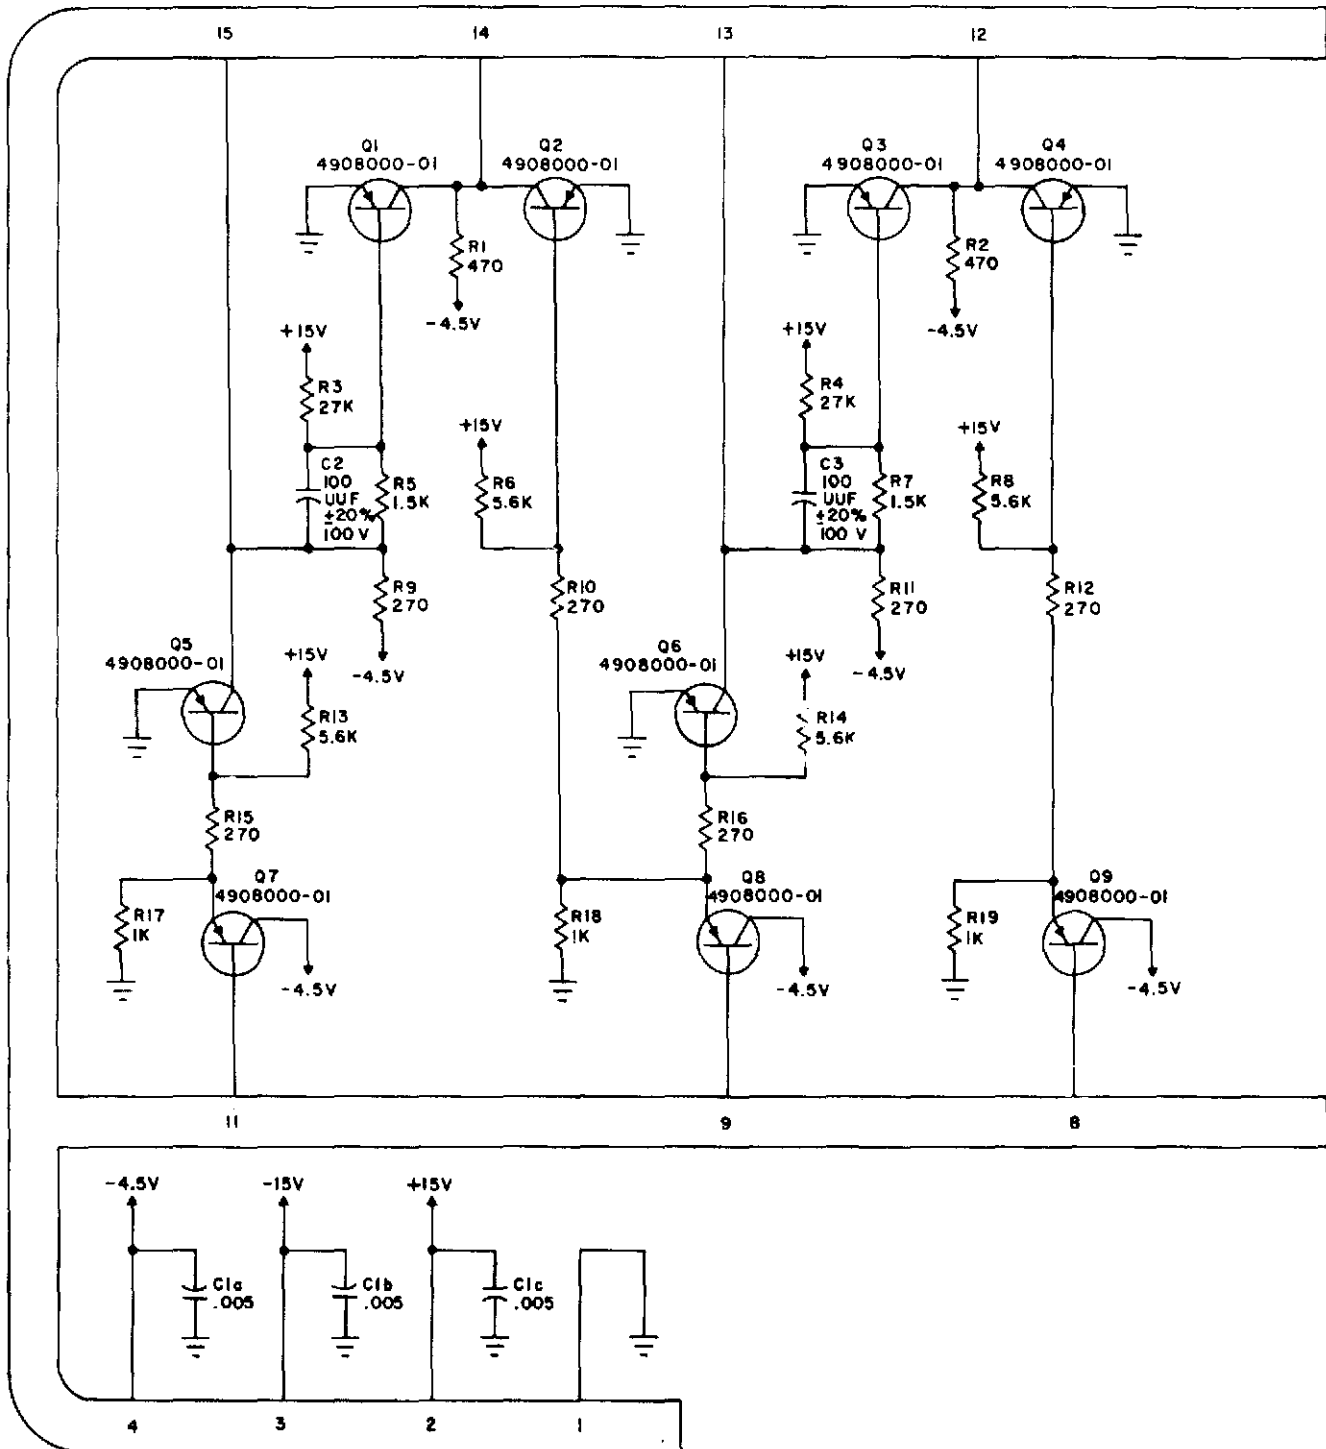 15 14 13 12
Q1
4908000-01
Q2
4908000-01
Q3
4908000-01
Q4
4908000-01
R1
470
-4.5V
R2
470
-4.5V
+15V
R3
27K
+15V
R4
27K
+15V
R6
5.6K
+15V
R8
5.6K
C2
100
UUF
±20%
100 V
R5
1.5K
C3
100
UUF
±20%
100 V
R7
1.5K
R9
270
-4.5V
R10
270
R11
270
-4.5V
R12
270
Q5
4908000-01
+15V
R13
5.6K
Q6
4908000-01
+15V
R14
5.6K
R15
270
R16
270
R17
1K
Q7
4908000-01
-4.5V
R18
1K
Q8
4908000-01
-4.5V
R19
1K
Q9
4908000-01
-4.5V
11 9 8
-4.5V
-15V
+15V
C1a
.005
C1b
.005
C1c
.005
4 3 2 1